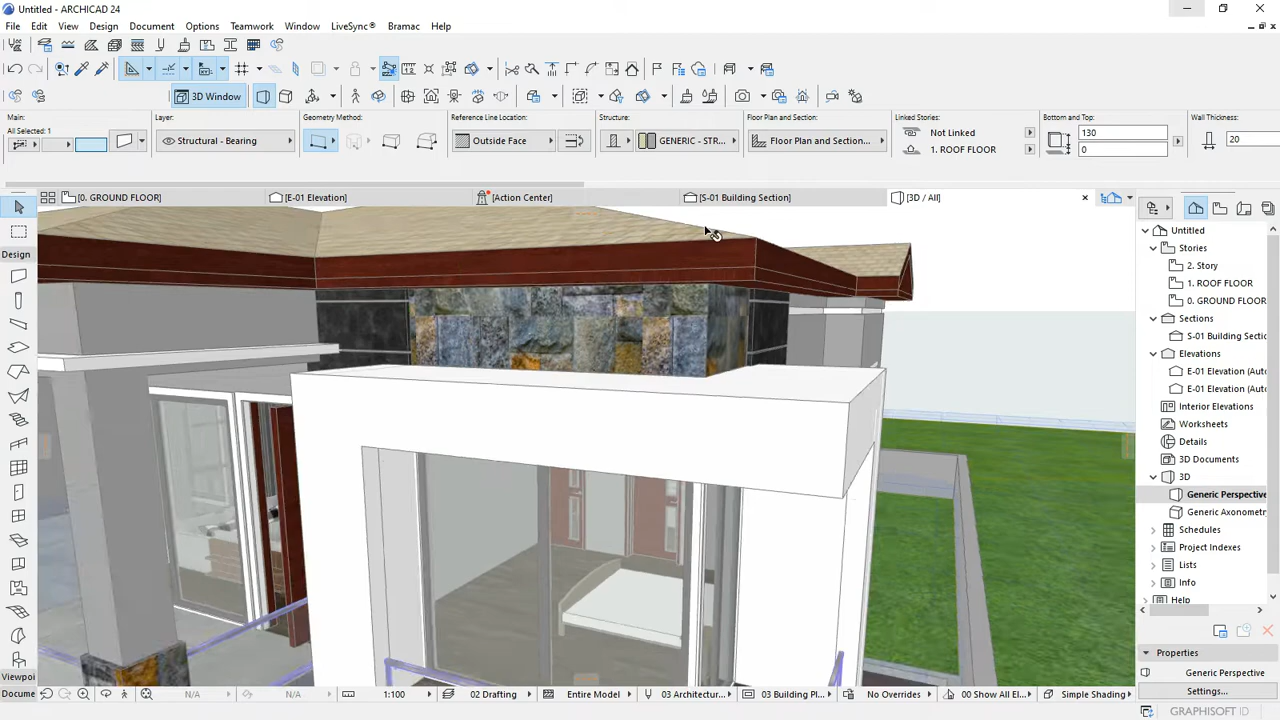 Untitled - ARCHICAD 24
File Edit View Design Document Options Teamwork Window LiveSync® Bramac Help
3D Window
Main:
All Selected: 1
Layer:
Structural - Bearing
Geometry Method:
Reference Line Location:
Outside Face
Structure:
GENERIC - STR...
Floor Plan and Section:
Floor Plan and Section...
Linked Stories:
Not Linked
1. ROOF FLOOR
Bottom and Top:
130
0
Wall Thickness:
20
[0. GROUND FLOOR]
[E-01 Elevation]
[Action Center]
[S-01 Building Section]
[3D / All]
Design
Viewpoi
Docume
Untitled
Stories
2. Story
1. ROOF FLOOR
0. GROUND FLOOR
Sections
S-01 Building Sectio
Elevations
E-01 Elevation (Auto
E-01 Elevation (Auto
Interior Elevations
Worksheets
Details
3D Documents
3D
Generic Perspective
Generic Axonometr
Schedules
Project Indexes
Lists
Info
Help
Properties
Generic Perspective
Settings...
N/A
N/A
1:100
02 Drafting
Entire Model
03 Architectur...
03 Building Pl...
No Overrides
00 Show All El...
Simple Shading
GRAPHISOFT ID